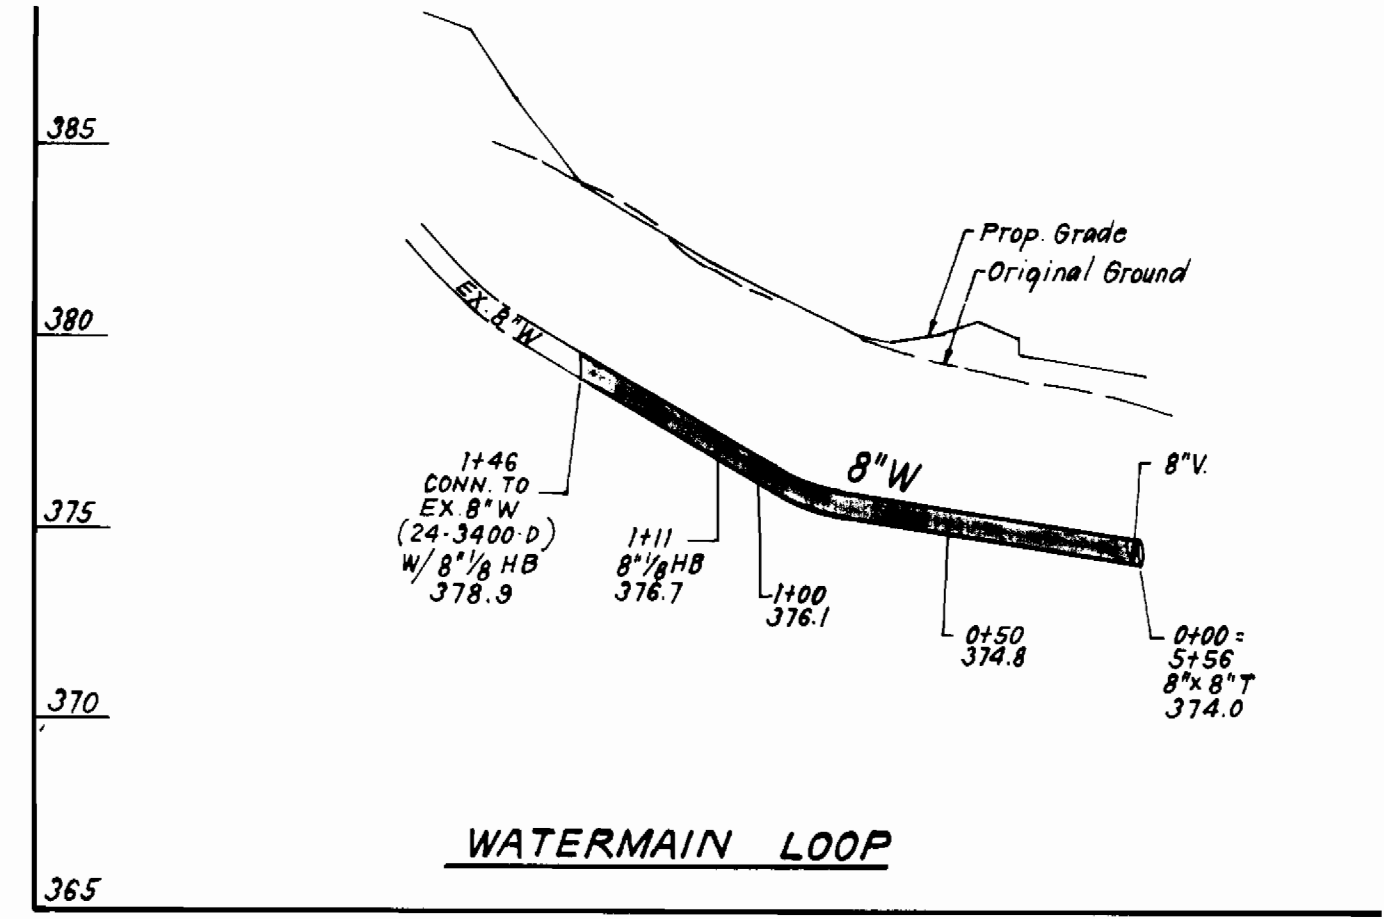 385
380
375
370
365
Prop. Grade
Original Ground
EX. 8"W
8"W
8"V.
1+46
CONN. TO
EX. 8"W
(24-3400-D)
W/ 8" 1/8 HB
378.9
1+11
8" 1/8 HB
376.7
1+00
376.1
0+50
374.8
0+00 =
5+56
8"x 8"T
374.0
WATERMAIN LOOP